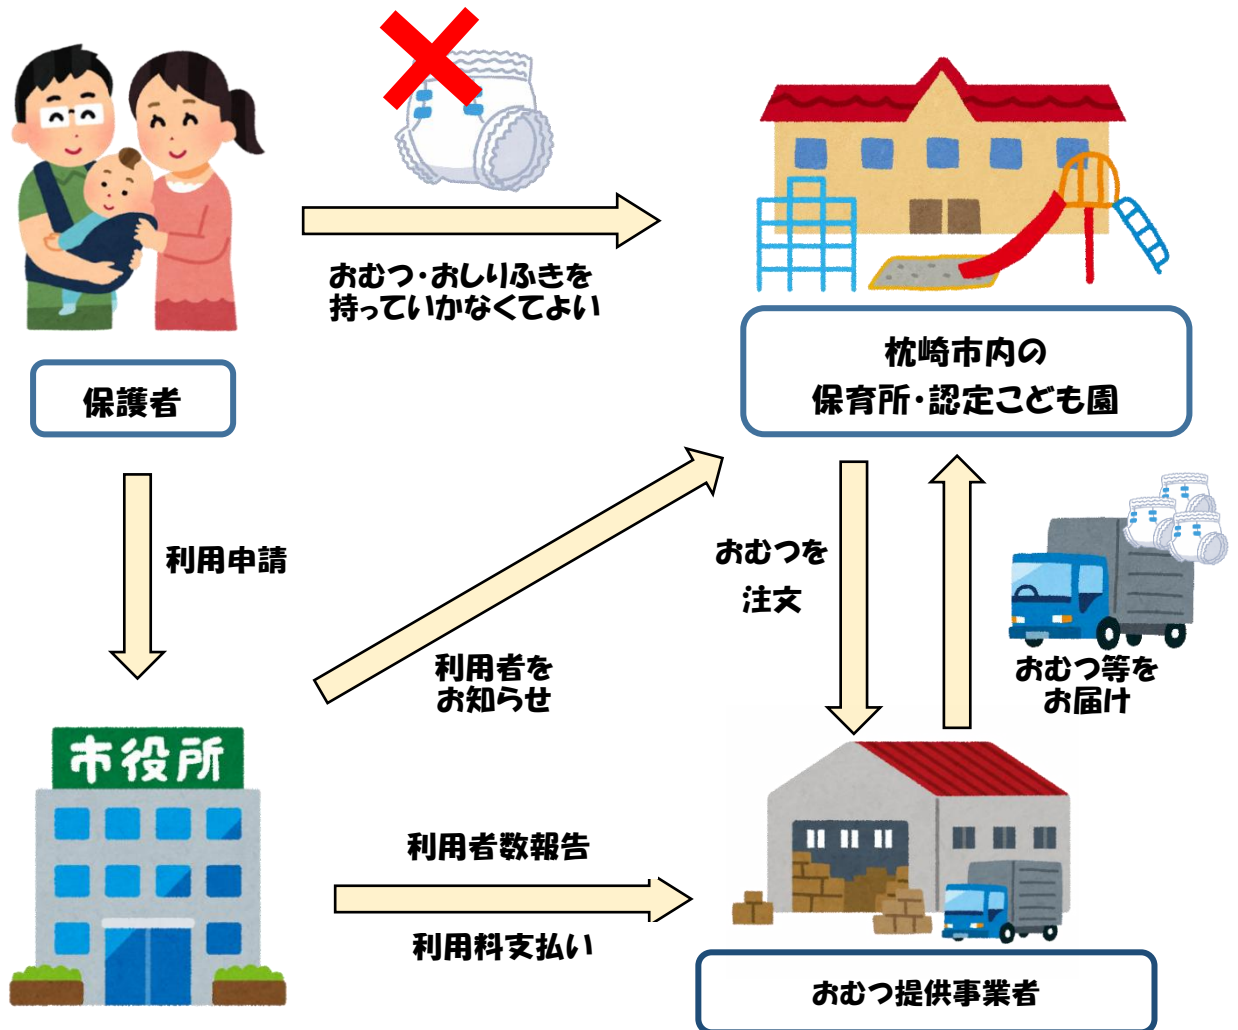 おむつ・おしりふきを
持っていかなくてよい
保護者
枕崎市内の
保育所・認定こども園
利用申請
利用者を
お知らせ
おむつを
注文
おむつ等を
お届け
市役所
利用者数報告
利用料支払い
おむつ提供事業者